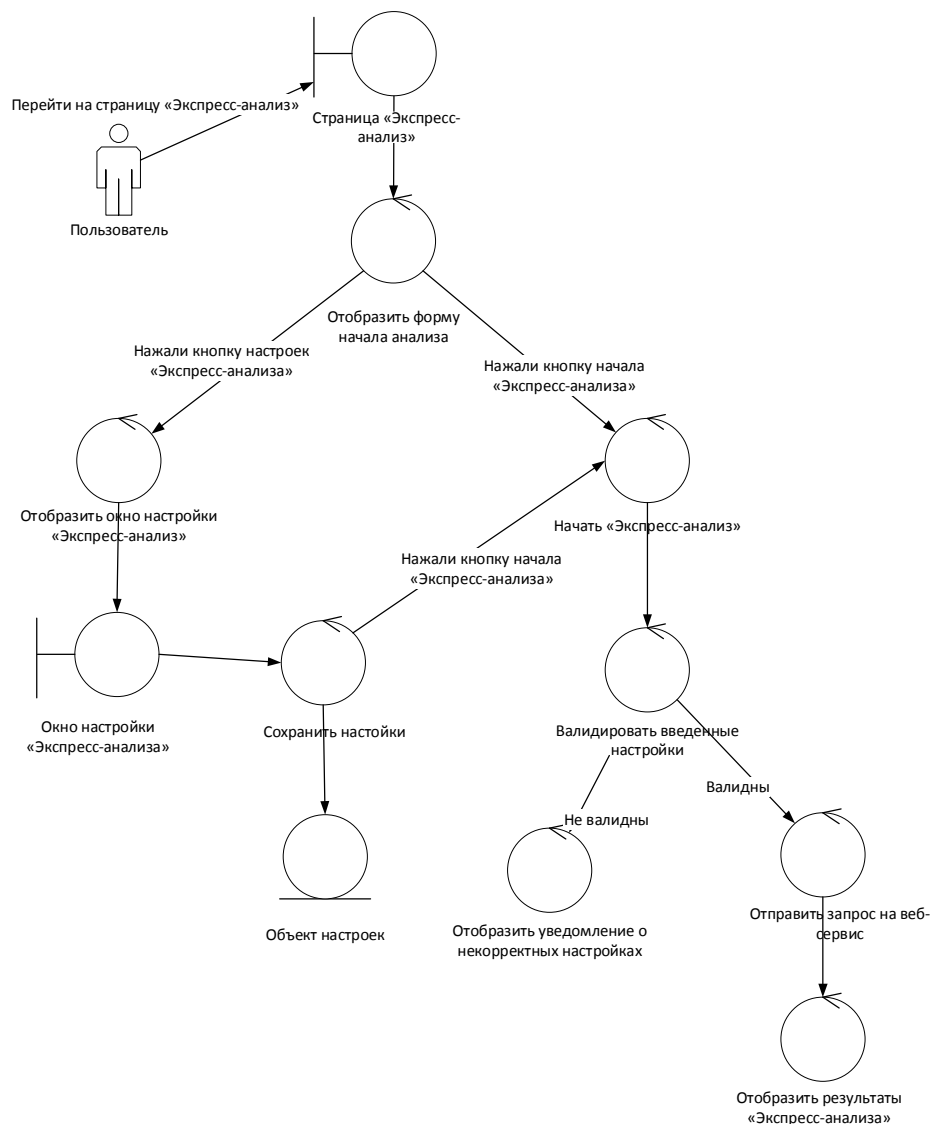 Перейти на страницу «Экспресс-анализ»
Страница «Экспресс-
анализ»
Пользователь
Отобразить форму
начала анализа
Нажали кнопку настроек
«Экспресс-анализа»
Нажали кнопку начала
«Экспресс-анализа»
Отобразить окно настройки
«Экспресс-анализ»
Начать «Экспресс-анализ»
Нажали кнопку начала
«Экспресс-анализа»
Окно настройки
«Экспресс-анализа»
Сохранить настойки
Валидировать введенные
настройки
Валидны
Не валидны
Объект настроек
Отобразить уведомление о
некорректных настройках
Отправить запрос на веб-
сервис
Отобразить результаты
«Экспресс-анализа»